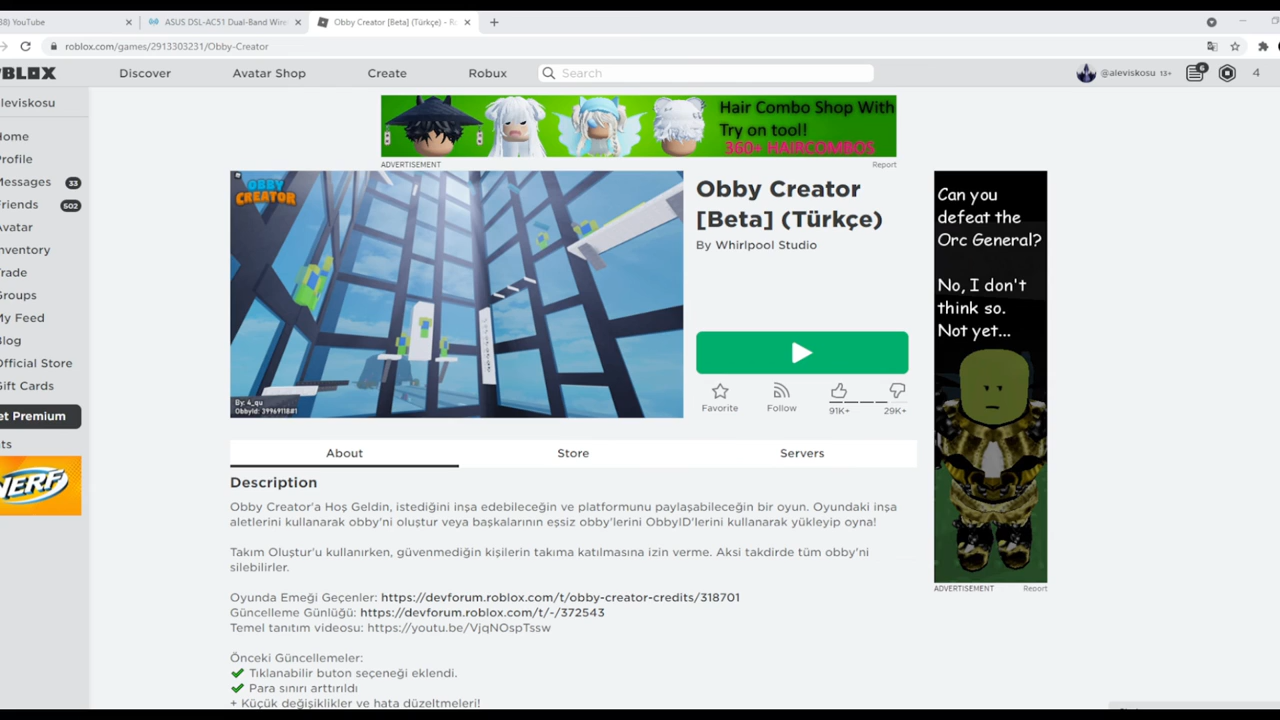 38) YouTube
ASUS DSL-AC51 Dual-Band Wire
Obby Creator [Beta] (Türkçe) - Ro
roblox.com/games/2913303231/Obby-Creator
BLOX
Discover
Avatar Shop
Create
Robux
Search
@aleviskosu 13+
6
4
leviskosu
Home
Profile
Messages 33
Friends 502
Avatar
nventory
Trade
Groups
My Feed
Blog
Official Store
Gift Cards
et Premium
ts
NERF
Hair Combo Shop With
Try on tool!
360+ HAIRCOMBOS
ADVERTISEMENT
Report
OBBY
CREATOR
By: 4_qu
ObbyId: 39969118#1
Obby Creator
[Beta] (Türkçe)
By Whirlpool Studio
Favorite
Follow
91K+
29K+
Can you
defeat the
Orc General?
No, I don't
think so.
Not yet...
ADVERTISEMENT
Report
About
Store
Servers
Description
Obby Creator'a Hoş Geldin, istediğini inşa edebileceğin ve platformunu paylaşabileceğin bir oyun. Oyundaki inşa
aletlerini kullanarak obby'ni oluştur veya başkalarının eşsiz obby'lerini ObbyID'lerini kullanarak yükleyip oyna!
Takım Oluştur'u kullanırken, güvenmediğin kişilerin takıma katılmasına izin verme. Aksi takdirde tüm obby'ni
silebilirler.
Oyunda Emeği Geçenler: https://devforum.roblox.com/t/obby-creator-credits/318701
Güncelleme Günlüğü: https://devforum.roblox.com/t/-/372543
Temel tanıtım videosu: https://youtu.be/VjqNOspTssw
Önceki Güncellemeler:
✔ Tıklanabilir buton seçeneği eklendi.
✔ Para sınırı arttırıldı
+ Küçük değişiklikler ve hata düzeltmeleri!